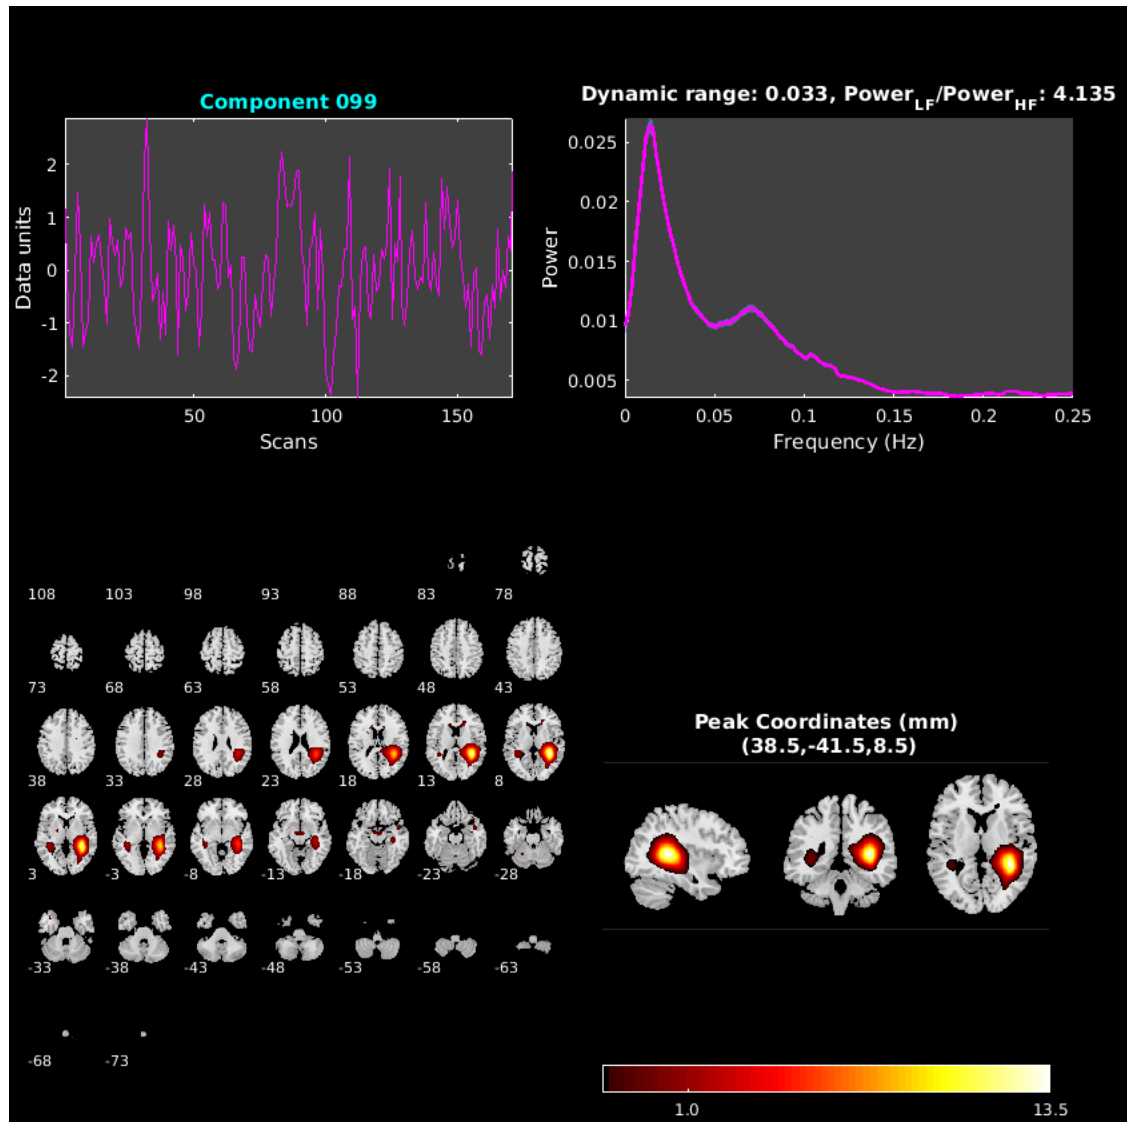 Component 099
Dynamic range: 0.033, Power_LF/Power_HF: 4.135
2
1
0
-1
-2
Data units
50
100
150
Scans
0.025
0.02
0.015
0.01
0.005
Power
0
0.05
0.1
0.15
0.2
0.25
Frequency (Hz)
108 103 98 93 88 83 78
73 68 63 58 53 48 43
38 33 28 23 18 13 8
3 -3 -8 -13 -18 -23 -28
-33 -38 -43 -48 -53 -58 -63
-68 -73
Peak Coordinates (mm)
(38.5,-41.5,8.5)
1.0 13.5